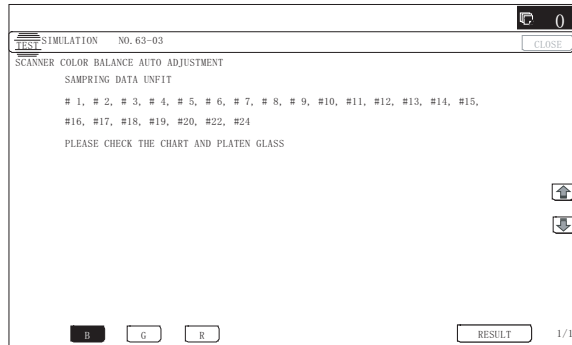 0
TEST SIMULATION NO.63-03
CLOSE
SCANNER COLOR BALANCE AUTO ADJUSTMENT
SAMPRING DATA UNFIT
# 1, # 2, # 3, # 4, # 5, # 6, # 7, # 8, # 9, #10, #11, #12, #13, #14, #15,
#16, #17, #18, #19, #20, #22, #24
PLEASE CHECK THE CHART AND PLATEN GLASS
B G R RESULT 1/1